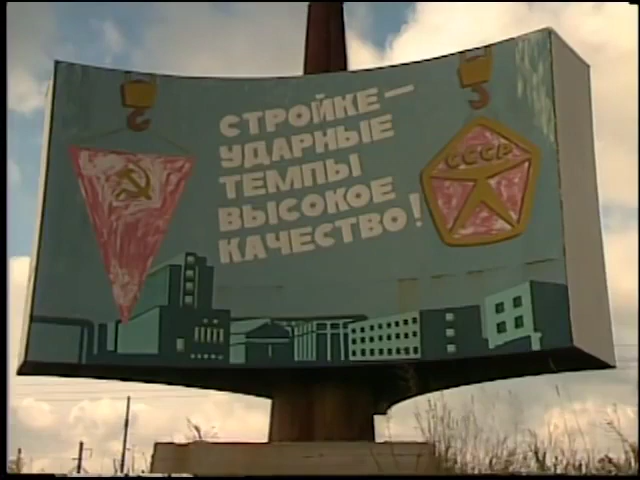 СТРОЙКЕ —
УДАРНЫЕ
ТЕМПЫ
ВЫСОКОЕ
КАЧЕСТВО!
СССР